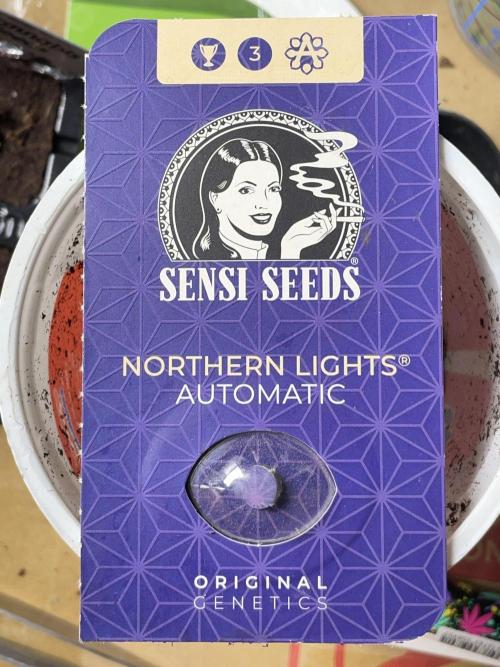 3
A
SENSI SEEDS®
NORTHERN LIGHTS®
AUTOMATIC
ORIGINAL
GENETICS